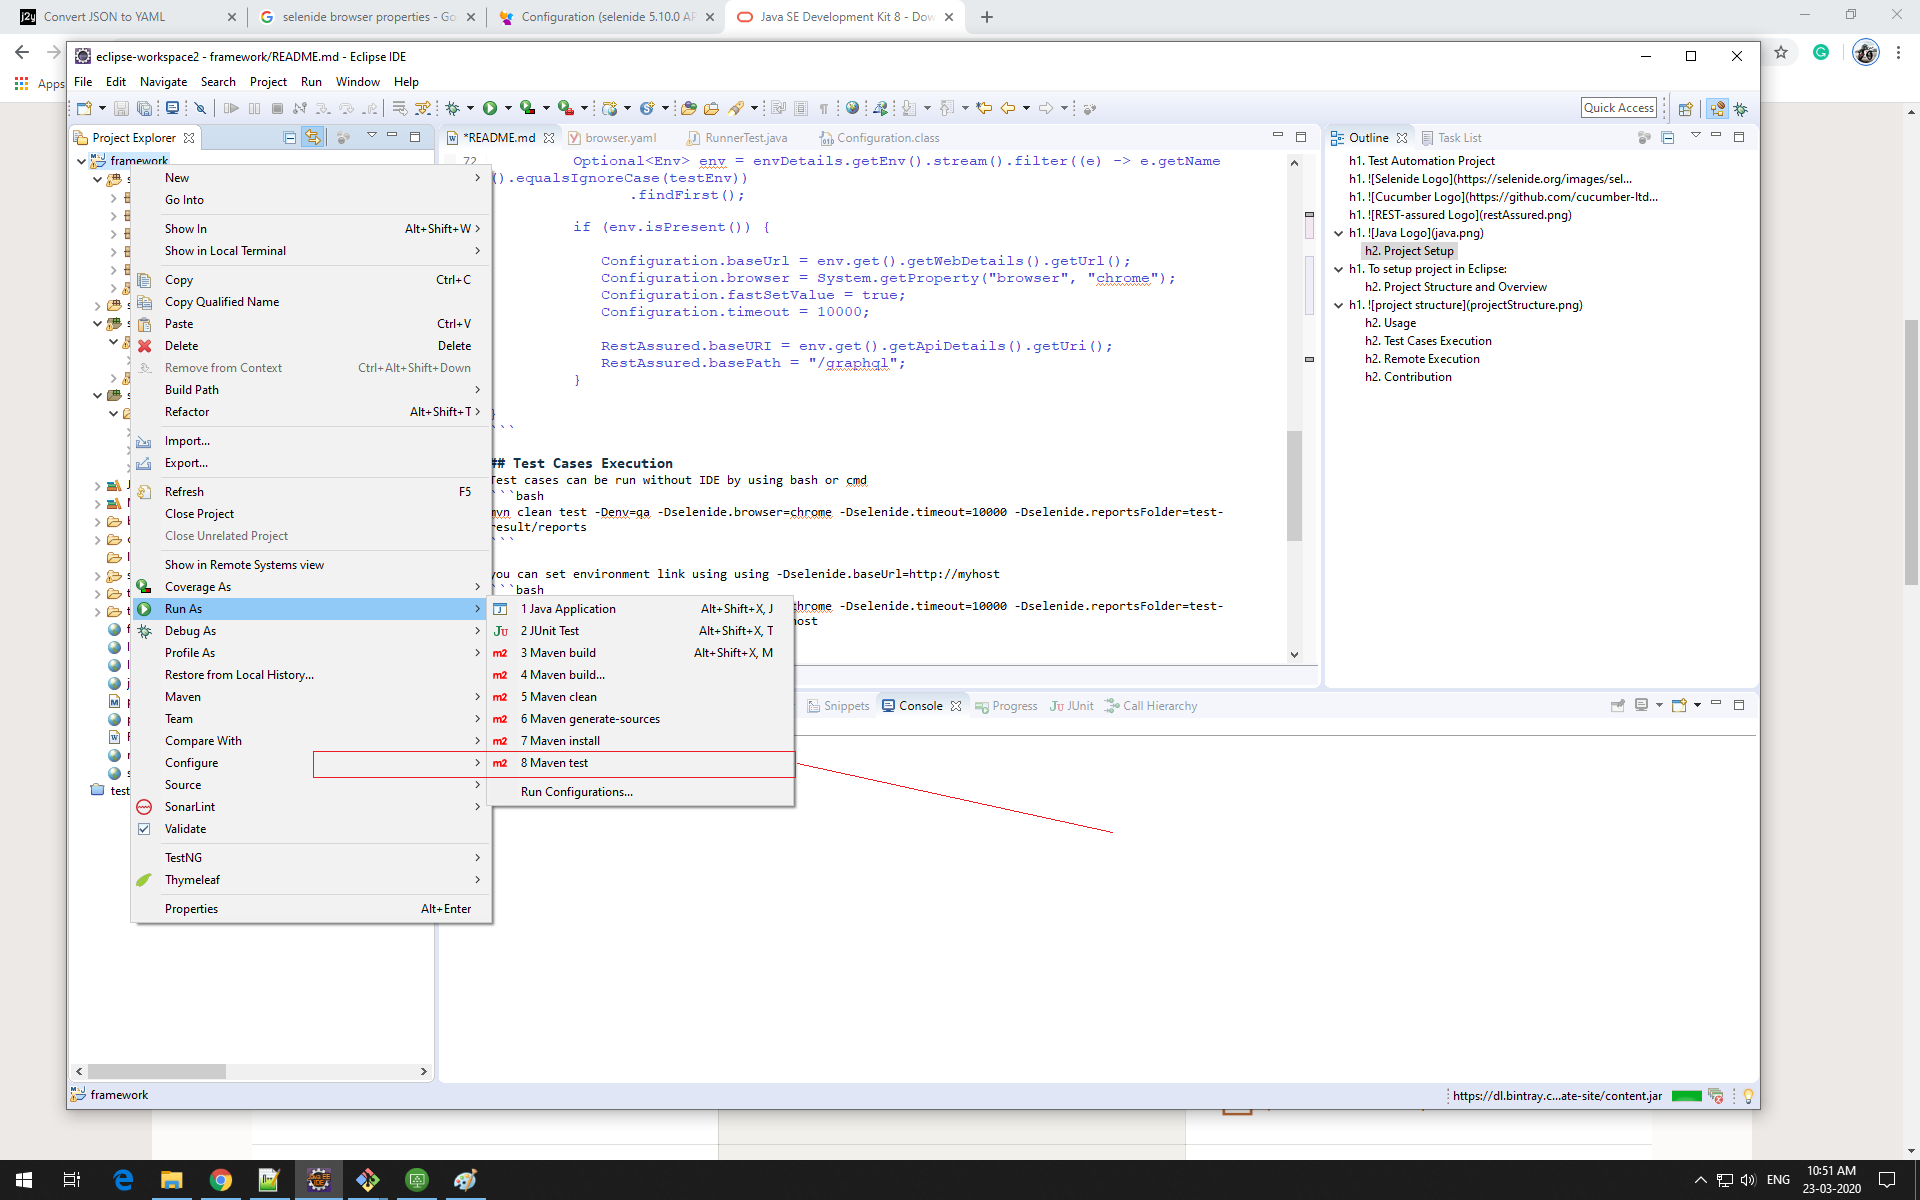 Convert JSON to YAML
selenide browser properties - Go
Configuration (selenide 5.10.0 AP
Java SE Development Kit 8 - Dow
Apps
eclipse-workspace2 - framework/README.md - Eclipse IDE
File Edit Navigate Search Project Run Window Help
Quick Access
Project Explorer
*README.md
browser.yaml
RunnerTest.java
Configuration.class
Outline
Task List
framework
New
Go Into
Show In Alt+Shift+W
Show in Local Terminal
Copy Ctrl+C
Copy Qualified Name
Paste Ctrl+V
Delete Delete
Remove from Context Ctrl+Alt+Shift+Down
Build Path
Refactor Alt+Shift+T
Import...
Export...
Refresh F5
Close Project
Close Unrelated Project
Show in Remote Systems view
Coverage As
Run As
Debug As
Profile As
Restore from Local History...
Maven
Team
Compare With
Configure
Source
SonarLint
Validate
TestNG
Thymeleaf
Properties Alt+Enter
test
1 Java Application Alt+Shift+X, J
2 JUnit Test Alt+Shift+X, T
3 Maven build Alt+Shift+X, M
4 Maven build...
5 Maven clean
6 Maven generate-sources
7 Maven install
8 Maven test
Run Configurations...
72 Optional<Env> env = envDetails.getEnv().stream().filter((e) -> e.getName
().equalsIgnoreCase(testEnv))
.findFirst();
if (env.isPresent()) {
Configuration.baseUrl = env.get().getWebDetails().getUrl();
Configuration.browser = System.getProperty("browser", "chrome");
Configuration.fastSetValue = true;
Configuration.timeout = 10000;
RestAssured.baseURI = env.get().getApiDetails().getUri();
RestAssured.basePath = "/graphql";
}
}
```
## Test Cases Execution
Test cases can be run without IDE by using bash or cmd
```bash
mvn clean test -Denv=qa -Dselenide.browser=chrome -Dselenide.timeout=10000 -Dselenide.reportsFolder=test-
result/reports
```
you can set environment link using using -Dselenide.baseUrl=http://myhost
```bash
hrome -Dselenide.timeout=10000 -Dselenide.reportsFolder=test-
host
h1. Test Automation Project
h1. ![Selenide Logo](https://selenide.org/images/sel...
h1. ![Cucumber Logo](https://github.com/cucumber-ltd...
h1. ![REST-assured Logo](restAssured.png)
h1. ![Java Logo](java.png)
h2. Project Setup
h1. To setup project in Eclipse:
h2. Project Structure and Overview
h1. ![project structure](projectStructure.png)
h2. Usage
h2. Test Cases Execution
h2. Remote Execution
h2. Contribution
Snippets
Console
Progress
JUnit
Call Hierarchy
framework
https://dl.bintray.c...ate-site/content.jar
ENG
10:51 AM
23-03-2020